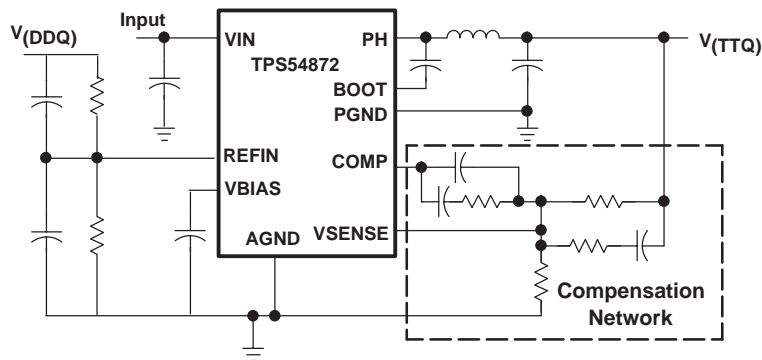 Input
V(DDQ)
VIN
PH
V(TTQ)
TPS54872
BOOT
PGND
REFIN
COMP
VBIAS
VSENSE
AGND
Compensation
Network